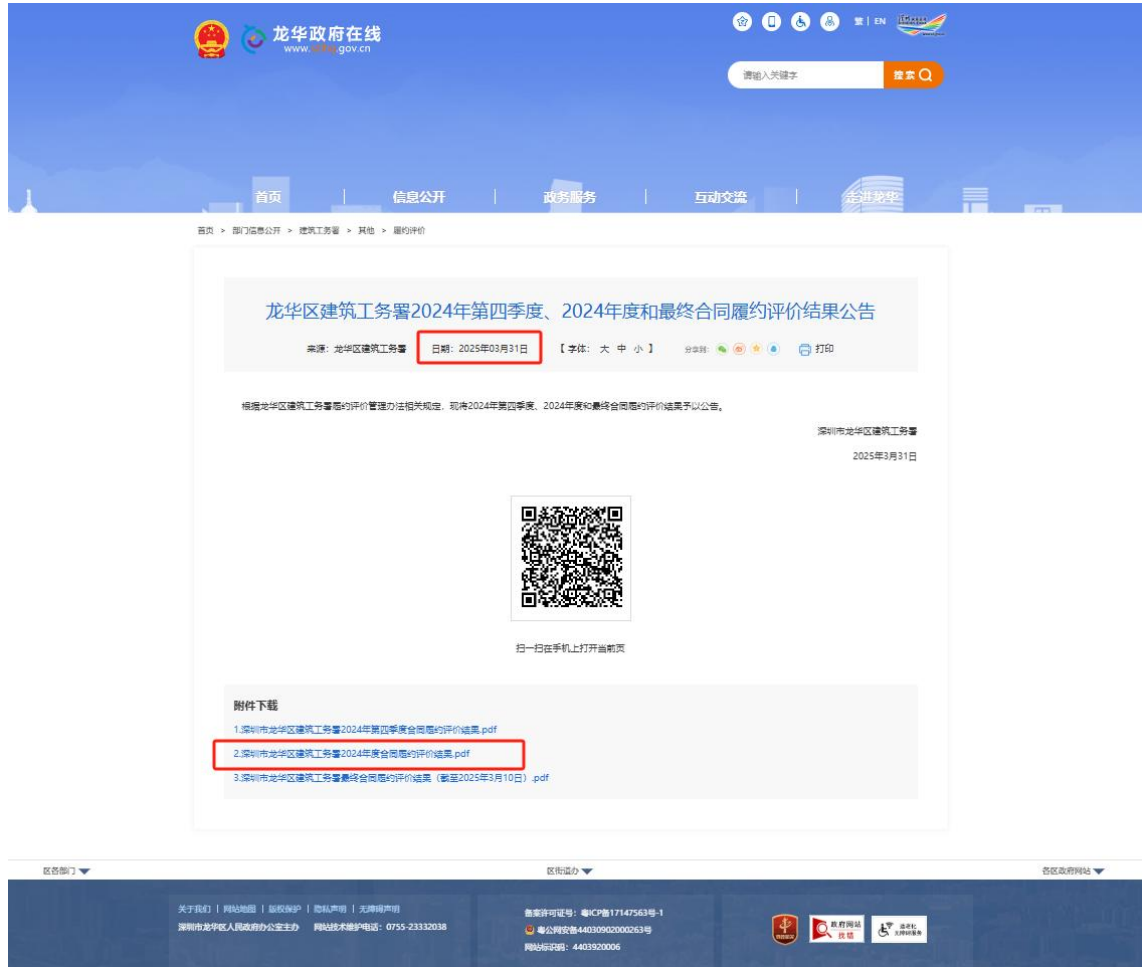 龙华政府在线
繁 | EN
请输入关键字
搜索
首页
信息公开
政务服务
互动交流
走进龙华
首页 > 部门信息公开 > 建筑工务署 > 其他 > 履约评价
龙华区建筑工务署2024年第四季度、2024年度和最终合同履约评价结果公告
来源: 龙华区建筑工务署 日期: 2025年03月31日 【 字体: 大 中 小 】 分享到: 打印
根据龙华区建筑工务署履约评价管理办法相关规定, 现将2024年第四季度、2024年度和最终合同履约评价结果予以公告。
深圳市龙华区建筑工务署
2025年3月31日
扫一扫在手机上打开当前页
附件下载
1.深圳市龙华区建筑工务署2024年第四季度合同履约评价结果.pdf
2.深圳市龙华区建筑工务署2024年度合同履约评价结果.pdf
3.深圳市龙华区建筑工务署最终合同履约评价结果（截至2025年3月10日）.pdf
区各部门
区街道办
各区政府网站
关于我们 | 网站地图 | 版权保护 | 隐私声明 | 无障碍声明
深圳市龙华区人民政府办公室主办 网站技术维护电话: 0755-23332038
备案许可证号: 粤ICP备17147563号-1
粤公网安备44030902000263号
网站标识码: 4403920006
政府网站
找错
适老化
无障碍服务